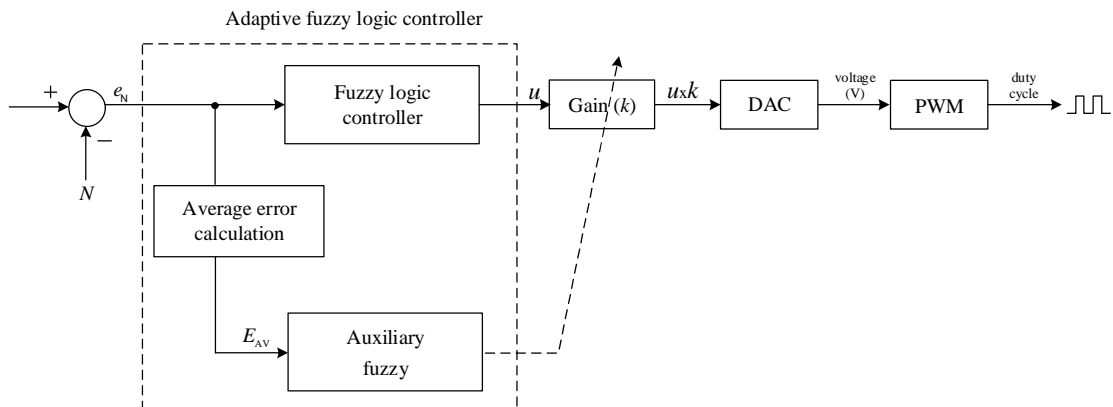 Adaptive fuzzy logic controller
+
e_N
−
N
Fuzzy logic
controller
u
Gain (k)
uxk
DAC
voltage
(V)
PWM
duty
cycle
Average error
calculation
E_AV
Auxiliary
fuzzy